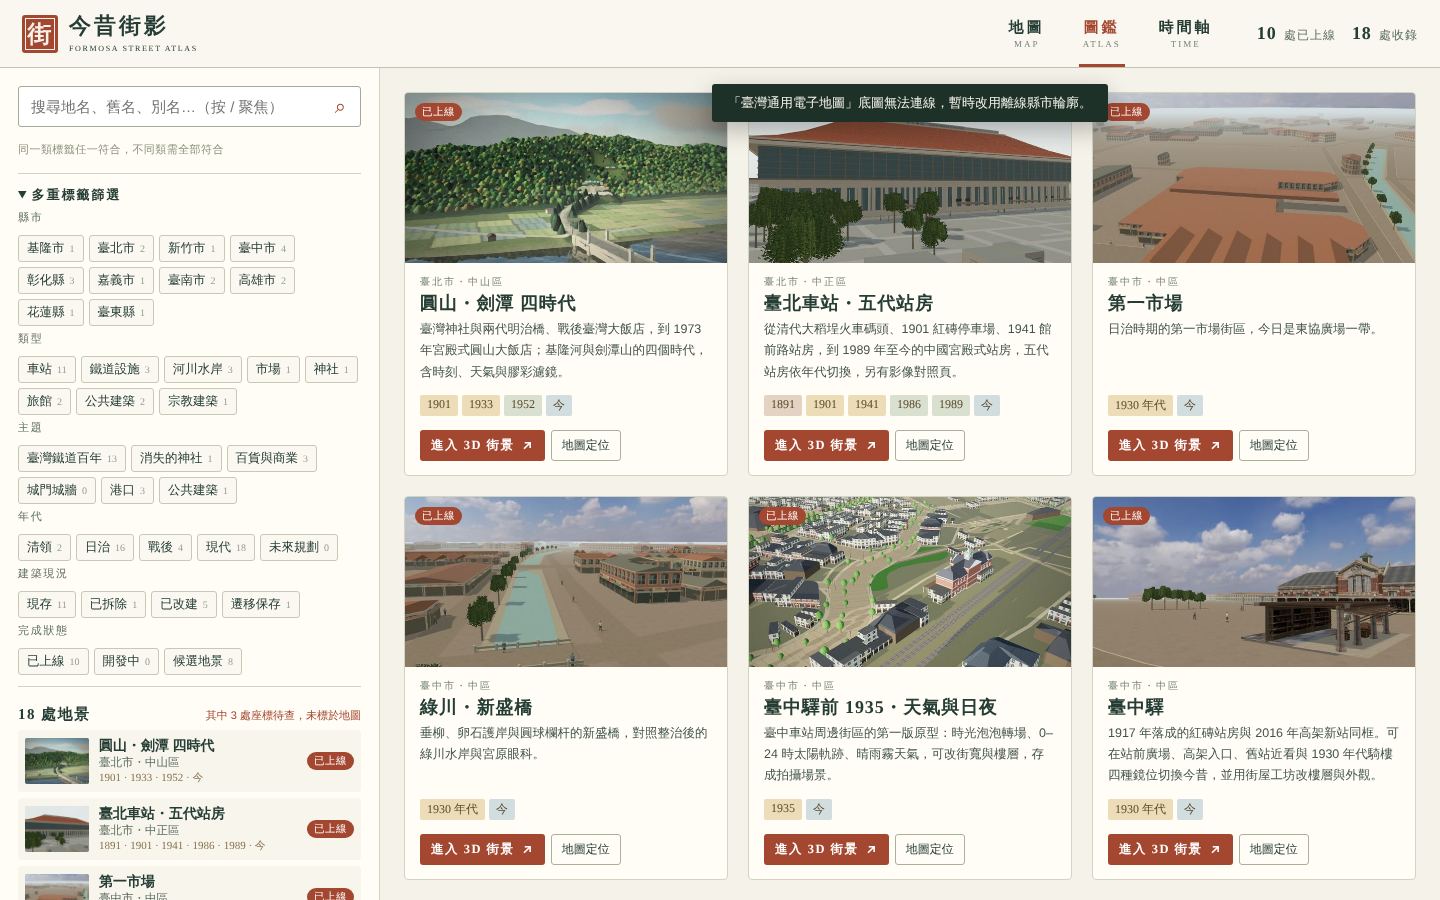 街
今昔街影
FORMOSA STREET ATLAS
地圖
MAP
圖鑑
ATLAS
時間軸
TIME
10 處已上線
18 處收錄
搜尋地名、舊名、別名…（按 / 聚焦）
同一類標籤任一符合，不同類需全部符合
▼ 多重標籤篩選
縣市
基隆市 1
臺北市 2
新竹市 1
臺中市 4
彰化縣 3
嘉義市 1
臺南市 2
高雄市 2
花蓮縣 1
臺東縣 1
類型
車站 11
鐵道設施 3
河川水岸 3
市場 1
神社 1
旅館 2
公共建築 2
宗教建築 1
主題
臺灣鐵道百年 13
消失的神社 1
百貨與商業 3
城門城牆 0
港口 3
公共建築 1
年代
清領 2
日治 16
戰後 4
現代 18
未來規劃 0
建築現況
現存 11
已拆除 1
已改建 5
遷移保存 1
完成狀態
已上線 10
開發中 0
候選地景 8
18 處地景
其中 3 處座標待查，未標於地圖
圓山・劍潭 四時代
臺北市・中山區
1901 · 1933 · 1952 · 今
已上線
臺北車站・五代站房
臺北市・中正區
1891 · 1901 · 1941 · 1986 · 1989 · 今
已上線
第一市場
臺中市・中區
已上線
「臺灣通用電子地圖」底圖無法連線，暫時改用離線縣市輪廓。
已上線
臺北市・中山區
圓山・劍潭 四時代
臺灣神社與兩代明治橋、戰後臺灣大飯店，到 1973
年宮殿式圓山大飯店；基隆河與劍潭山的四個時代，
含時刻、天氣與膠彩濾鏡。
1901
1933
1952
今
進入 3D 街景 ↗
地圖定位
臺北市・中正區
臺北車站・五代站房
從清代大稻埕火車碼頭、1901 紅磚停車場、1941 館
前路站房，到 1989 年至今的中國宮殿式站房，五代
站房依年代切換，另有影像對照頁。
1891
1901
1941
1986
1989
今
進入 3D 街景 ↗
地圖定位
已上線
臺中市・中區
第一市場
日治時期的第一市場街區，今日是東協廣場一帶。
1930 年代
今
進入 3D 街景 ↗
地圖定位
已上線
臺中市・中區
綠川・新盛橋
垂柳、卵石護岸與圓球欄杆的新盛橋，對照整治後的
綠川水岸與宮原眼科。
1930 年代
今
進入 3D 街景 ↗
地圖定位
已上線
臺中市・中區
臺中驛前 1935・天氣與日夜
臺中車站周邊街區的第一版原型：時光泡泡轉場、0–
24 時太陽軌跡、晴雨霧天氣，可改街寬與樓層，存
成拍攝場景。
1935
今
進入 3D 街景 ↗
地圖定位
已上線
臺中市・中區
臺中驛
1917 年落成的紅磚站房與 2016 年高架新站同框。可
在站前廣場、高架入口、舊站近看與 1930 年代騎樓
四種鏡位切換今昔，並用街屋工坊改樓層與外觀。
1930 年代
今
進入 3D 街景 ↗
地圖定位